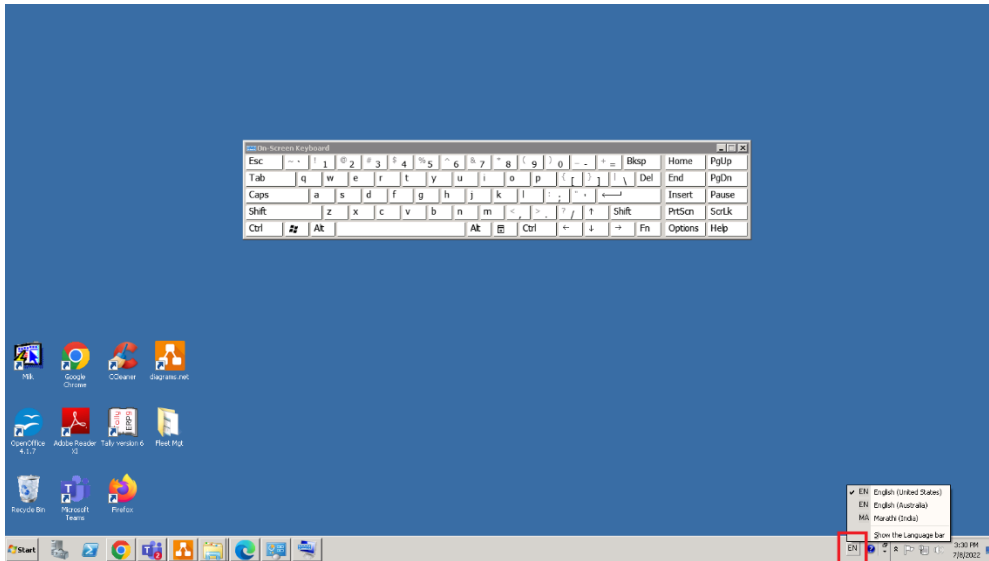 On-Screen Keyboard
Esc ~ ` ! 1 @ 2 # 3 $ 4 % 5 ^ 6 & 7 * 8 ( 9 ) 0 _ - + = Bksp Home PgUp
Tab q w e r t y u i o p { [ } ] | \ Del End PgDn
Caps a s d f g h j k l : ; " ' Insert Pause
Shift z x c v b n m < , > . ? / ↑ Shift PrtScn ScrLk
Ctrl Alt Alt Ctrl ← ↓ → Fn Options Help
Milk
Google
Chrome
CCleaner
diagrams.net
OpenOffice
4.1.7
Adobe Reader
XI
Tally
ERP9
Tally version 6
Fleet Mgt
Recycle Bin
Microsoft
Teams
Firefox
EN English (United States)
EN English (Australia)
MA Marathi (India)
Show the Language bar
Start
EN
3:30 PM
7/8/2022